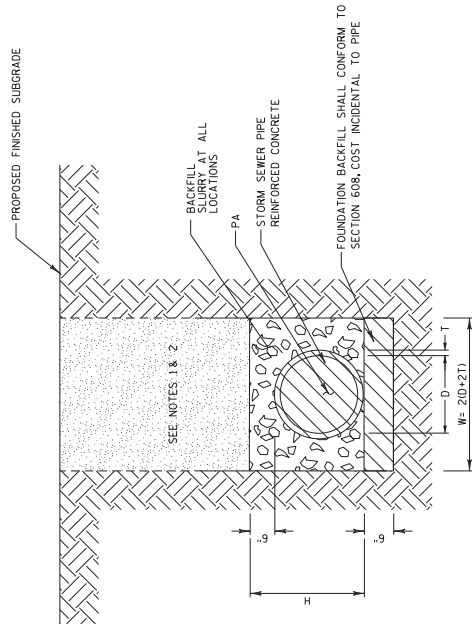 PROPOSED FINISHED SUBGRADE
BACKFILL
SLURRY AT ALL
LOCATIONS
PA
STORM SEWER PIPE
REINFORCED CONCRETE
FOUNDATION BACKFILL SHALL CONFORM TO
SECTION 608, COST INCIDENTAL TO PIPE
SEE NOTES 1 & 2
T
D
W= 2(D+2T)
6"
H
6"